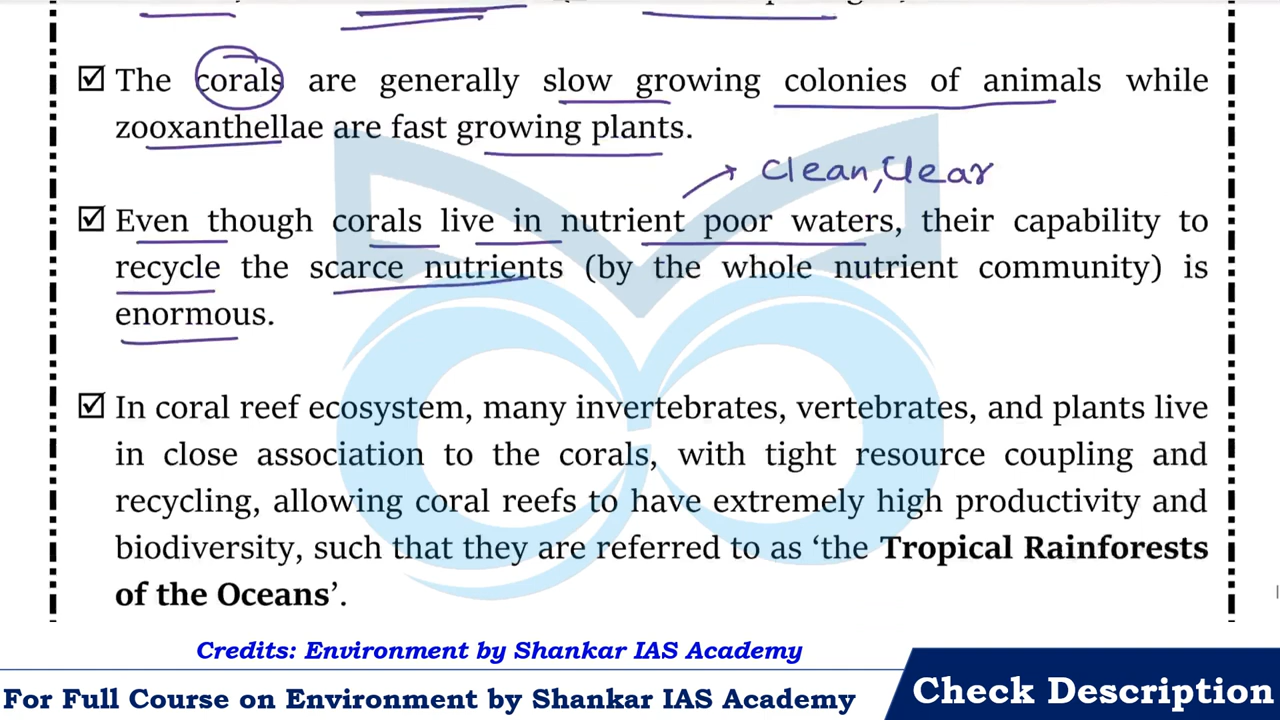 The corals are generally slow growing colonies of animals while
zooxanthellae are fast growing plants.
Clean, Clear
Even though corals live in nutrient poor waters, their capability to
recycle the scarce nutrients (by the whole nutrient community) is
enormous.
In coral reef ecosystem, many invertebrates, vertebrates, and plants live
in close association to the corals, with tight resource coupling and
recycling, allowing coral reefs to have extremely high productivity and
biodiversity, such that they are referred to as ‘the Tropical Rainforests
of the Oceans’.
Credits: Environment by Shankar IAS Academy
For Full Course on Environment by Shankar IAS Academy
Check Description